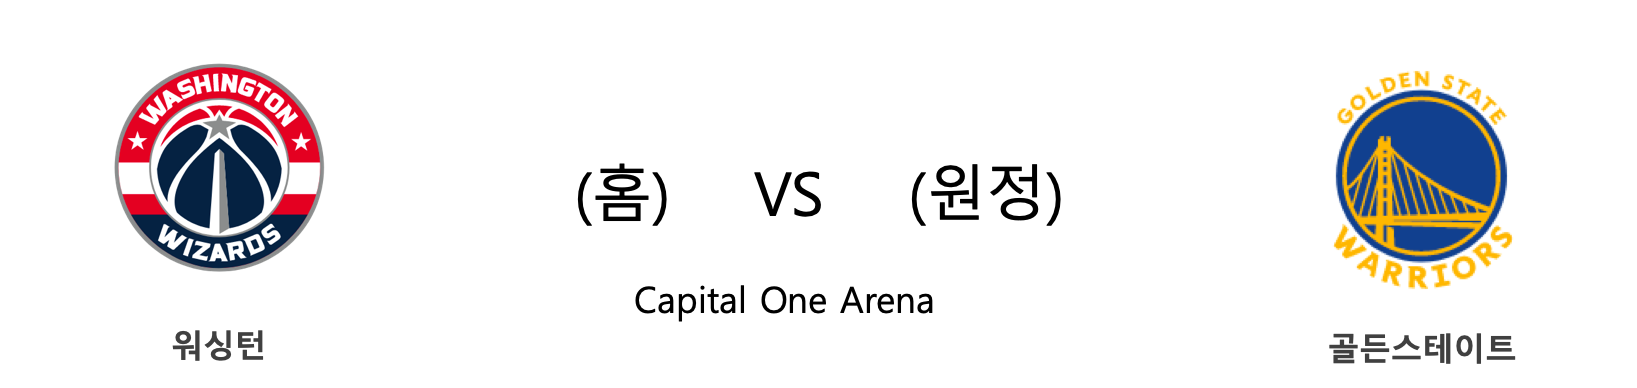 WASHINGTON
WIZARDS
(홈) VS (원정)
Capital One Arena
GOLDEN STATE
WARRIORS
워싱턴
골든스테이트